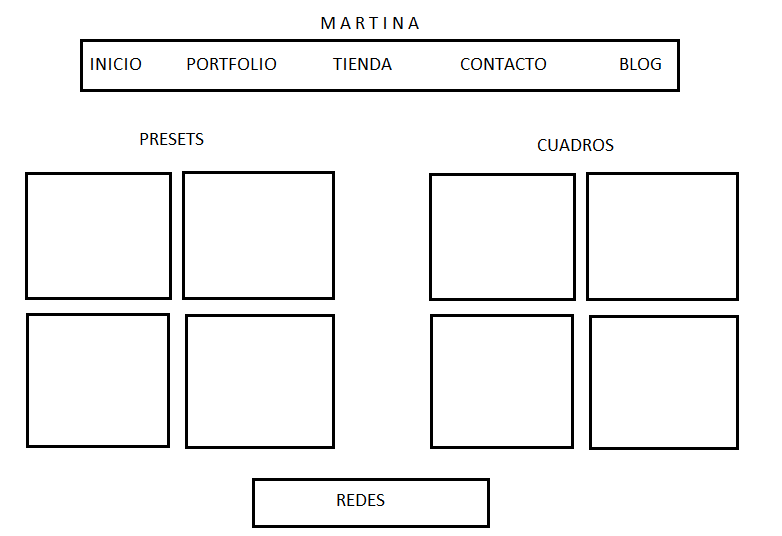 M A R T I N A
INICIO PORTFOLIO TIENDA CONTACTO BLOG
PRESETS
CUADROS
REDES